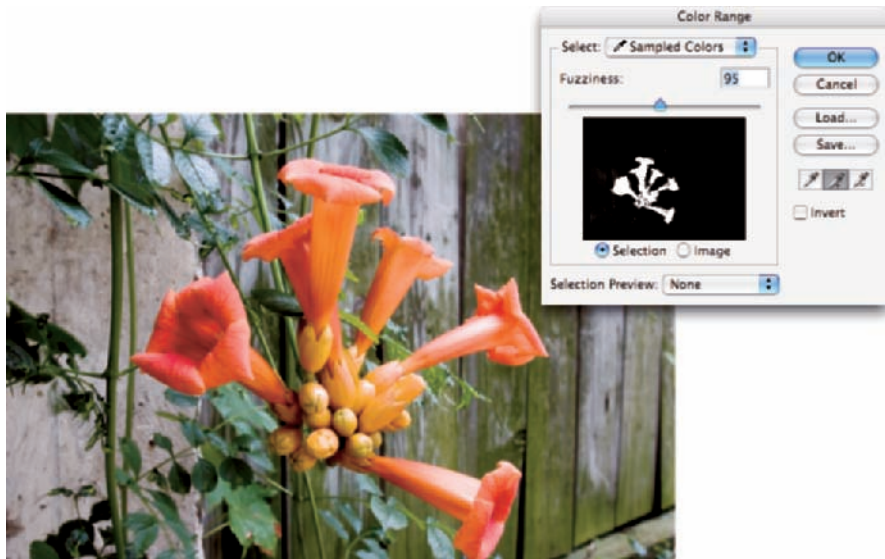 Color Range
Select: Sampled Colors
Fuzziness: 95
OK
Cancel
Load...
Save...
Invert
Selection Image
Selection Preview: None